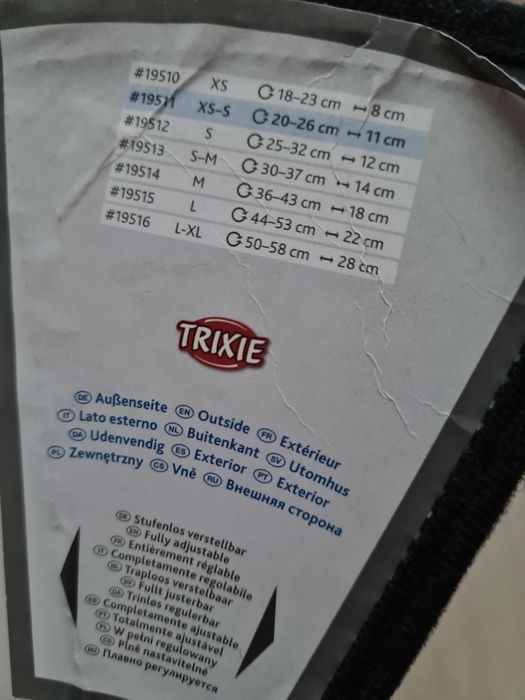 #19510 XS 18–23 cm ↔ 8 cm
#19511 XS–S 20–26 cm ↔ 11 cm
#19512 S 25–32 cm ↔ 12 cm
#19513 S–M 30–37 cm ↔ 14 cm
#19514 M 36–43 cm ↔ 18 cm
#19515 L 44–53 cm ↔ 22 cm
#19516 L-XL 50–58 cm ↔ 28 cm
TRIXIE
DE Außenseite EN Outside FR Extérieur
IT Lato esterno NL Buitenkant SV Utomhus
DA Udenvendig ES Exterior PT Exterior
PL Zewnętrzny CS Vně RU Внешняя сторона
DE Stufenlos verstellbar
EN Fully adjustable
FR Entièrement réglable
IT Completamente regolabile
NL Traploos verstelbaar
SV Fullt justerbar
DA Trinløs regulerbar
ES Completamente ajustable
PT Totalmente ajustável
PL W pełni regulowany
CS plně nastavitelné
RU Плавно регулируется